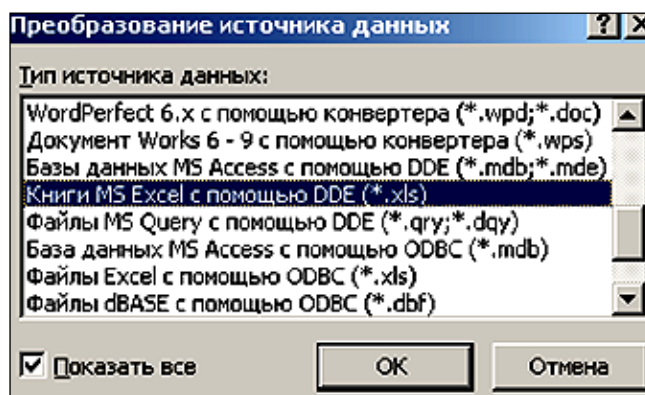 Преобразование источника данных
Тип источника данных:
WordPerfect 6.x с помощью конвертера (*.wpd;*.doc)
Документ Works 6 - 9 с помощью конвертера (*.wps)
Базы данных MS Access с помощью DDE (*.mdb;*.mde)
Книги MS Excel с помощью DDE (*.xls)
Файлы MS Query с помощью DDE (*.qry;*.dqy)
База данных MS Access с помощью ODBC (*.mdb)
Файлы Excel с помощью ODBC (*.xls)
Файлы dBASE с помощью ODBC (*.dbf)
Показать все
ОК
Отмена